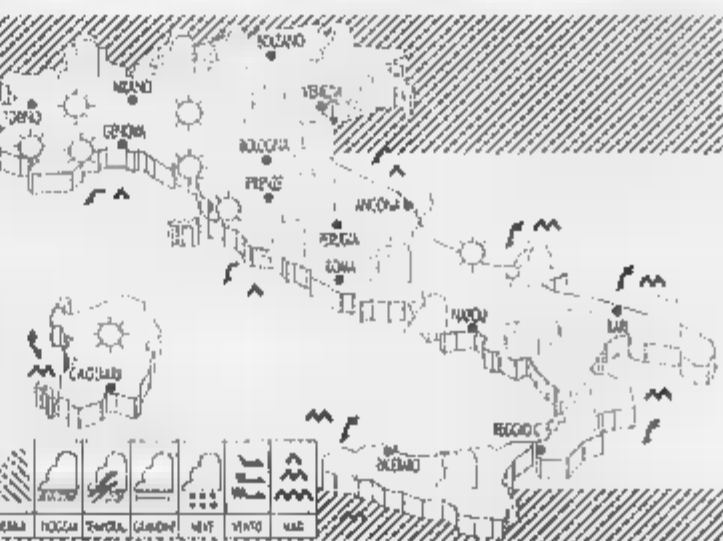 BOLZANO
MILANO
VENEZIA
TORINO
GENOVA
BOLOGNA
FIRENZE
ANCONA
PERUGIA
ROMA
NAPOLI
BARI
CAGLIARI
REGGIO C.
PALERMO
PIOGGIA
TEMPORALI
NEVE
VENTO
MARE